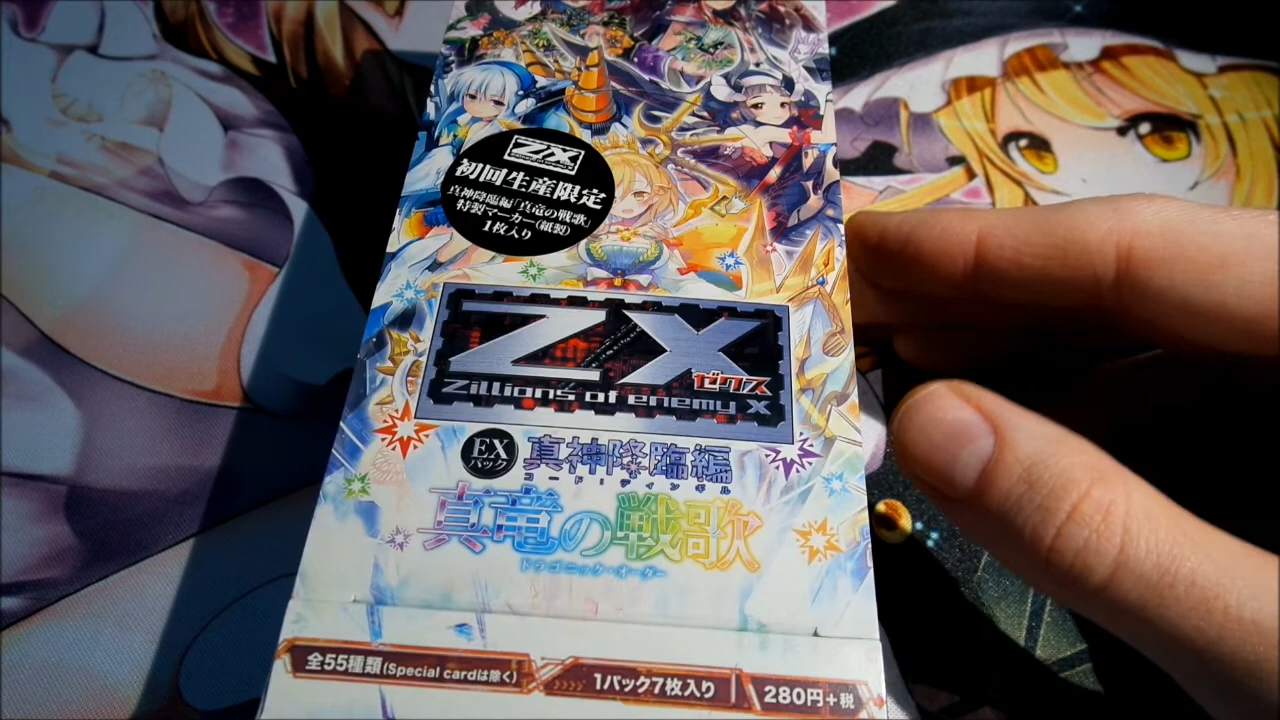 ZX
初回生産限定
真神降臨編「真竜の戦歌」
特製マーカー(紙製)
1枚入り
ZX
ゼクス
Zillions of enemy X
EX
パック
真神降臨編
コード:ディンギル
真竜の戦歌
ドラゴニック・オーダー
全55種類(Special cardは除く)
1パック7枚入り
280円+税